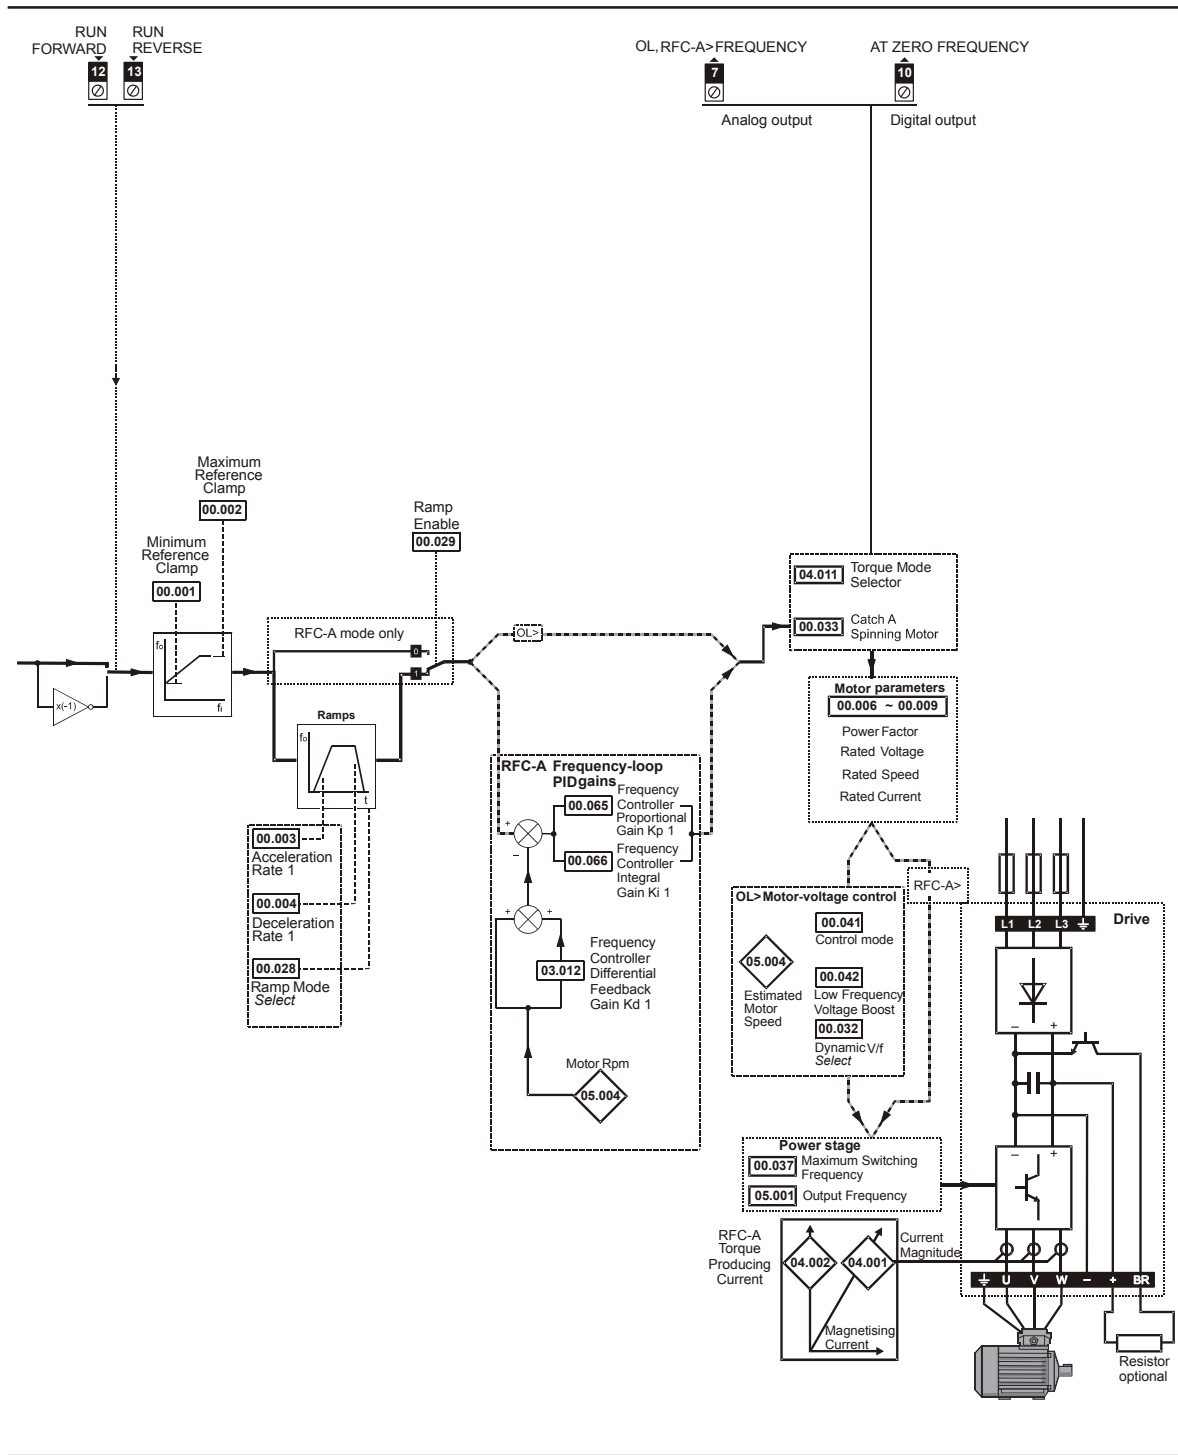 RUN
FORWARD
RUN
REVERSE
12
13
OL, RFC-A>FREQUENCY
7
AT ZERO FREQUENCY
10
Analog output
Digital output
Maximum
Reference
Clamp
00.002
Minimum
Reference
Clamp
00.001
Ramp
Enable
00.029
fo
fi
x(-1)
RFC-A mode only
0
1
OL>
Ramps
fo
t
00.003
Acceleration
Rate 1
00.004
Deceleration
Rate 1
00.028
Ramp Mode
Select
RFC-A Frequency-loop
PID gains
+
−
00.065
Frequency
Controller
Proportional
Gain Kp 1
00.066
Frequency
Controller
Integral
Gain Ki 1
+
+
03.012
Frequency
Controller
Differential
Feedback
Gain Kd 1
Motor Rpm
05.004
04.011
Torque Mode
Selector
00.033
Catch A
Spinning Motor
Motor parameters
00.006 ~ 00.009
Power Factor
Rated Voltage
Rated Speed
Rated Current
RFC-A>
OL> Motor-voltage control
00.041
Control mode
05.004
Estimated
Motor
Speed
00.042
Low Frequency
Voltage Boost
00.032
Dynamic V/f
Select
Power stage
00.037
Maximum Switching
Frequency
05.001
Output Frequency
RFC-A
Torque
Producing
Current
04.002
04.001
Magnetising
Current
Current
Magnitude
L1 L2 L3
Drive
− +
− +
U V W − + BR
Resistor
optional